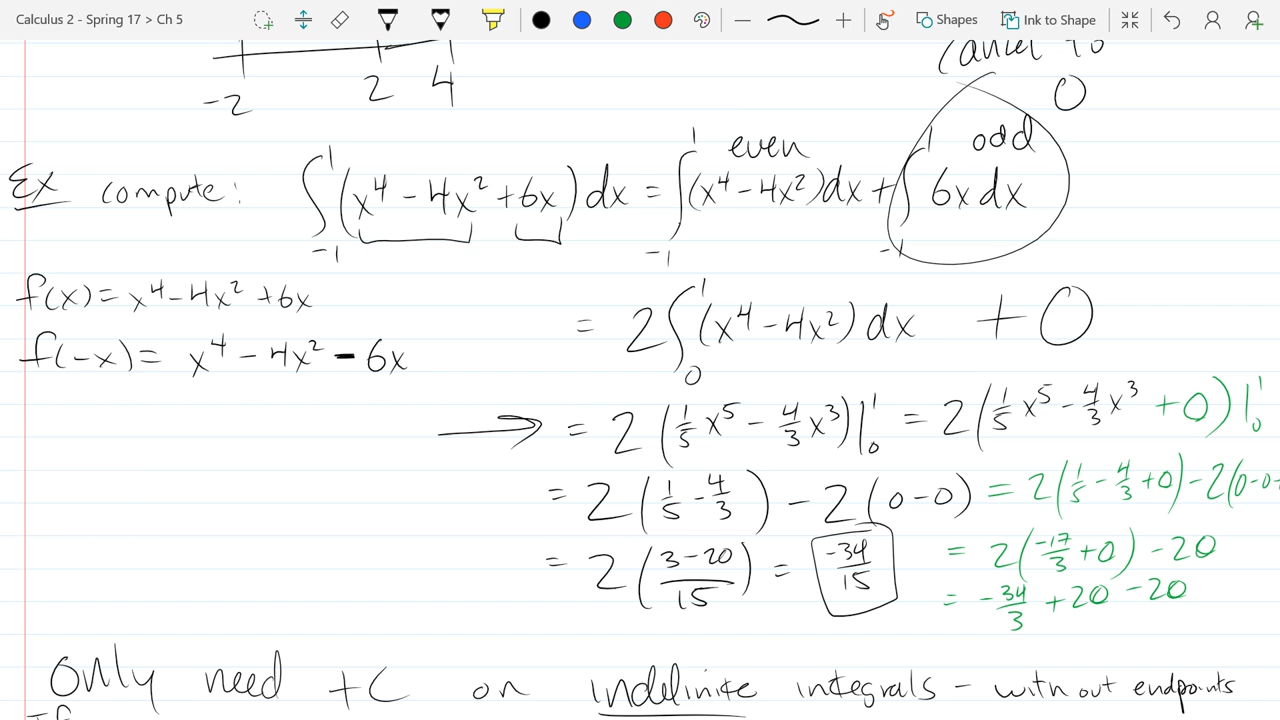 Calculus 2 - Spring 17 > Ch 5 Shapes Ink to Shape
cancel to
-2 2 4 0
even odd
Ex compute: ∫_{-1}^{1} (x⁴ - 4x² + 6x) dx = ∫_{-1}^{1} (x⁴ - 4x²) dx + ∫_{-1}^{1} 6x dx
f(x) = x⁴ - 4x² + 6x
= 2 ∫_{0}^{1} (x⁴ - 4x²) dx + 0
f(-x) = x⁴ - 4x² - 6x
→ = 2 (1/5 x⁵ - 4/3 x³)|₀¹ = 2 (1/5 x⁵ - 4/3 x³ + 0)|₀¹
= 2 (1/5 - 4/3) - 2 (0 - 0) = 2 (1/5 - 4/3 + 0) - 2 (0 - 0 +
= 2 ((3 - 20)/15) = -34/15 = 2 (-17/3 + 0) - 20
= -34/3 + 20 - 20
Only need + C on indefinite integrals - without endpoints